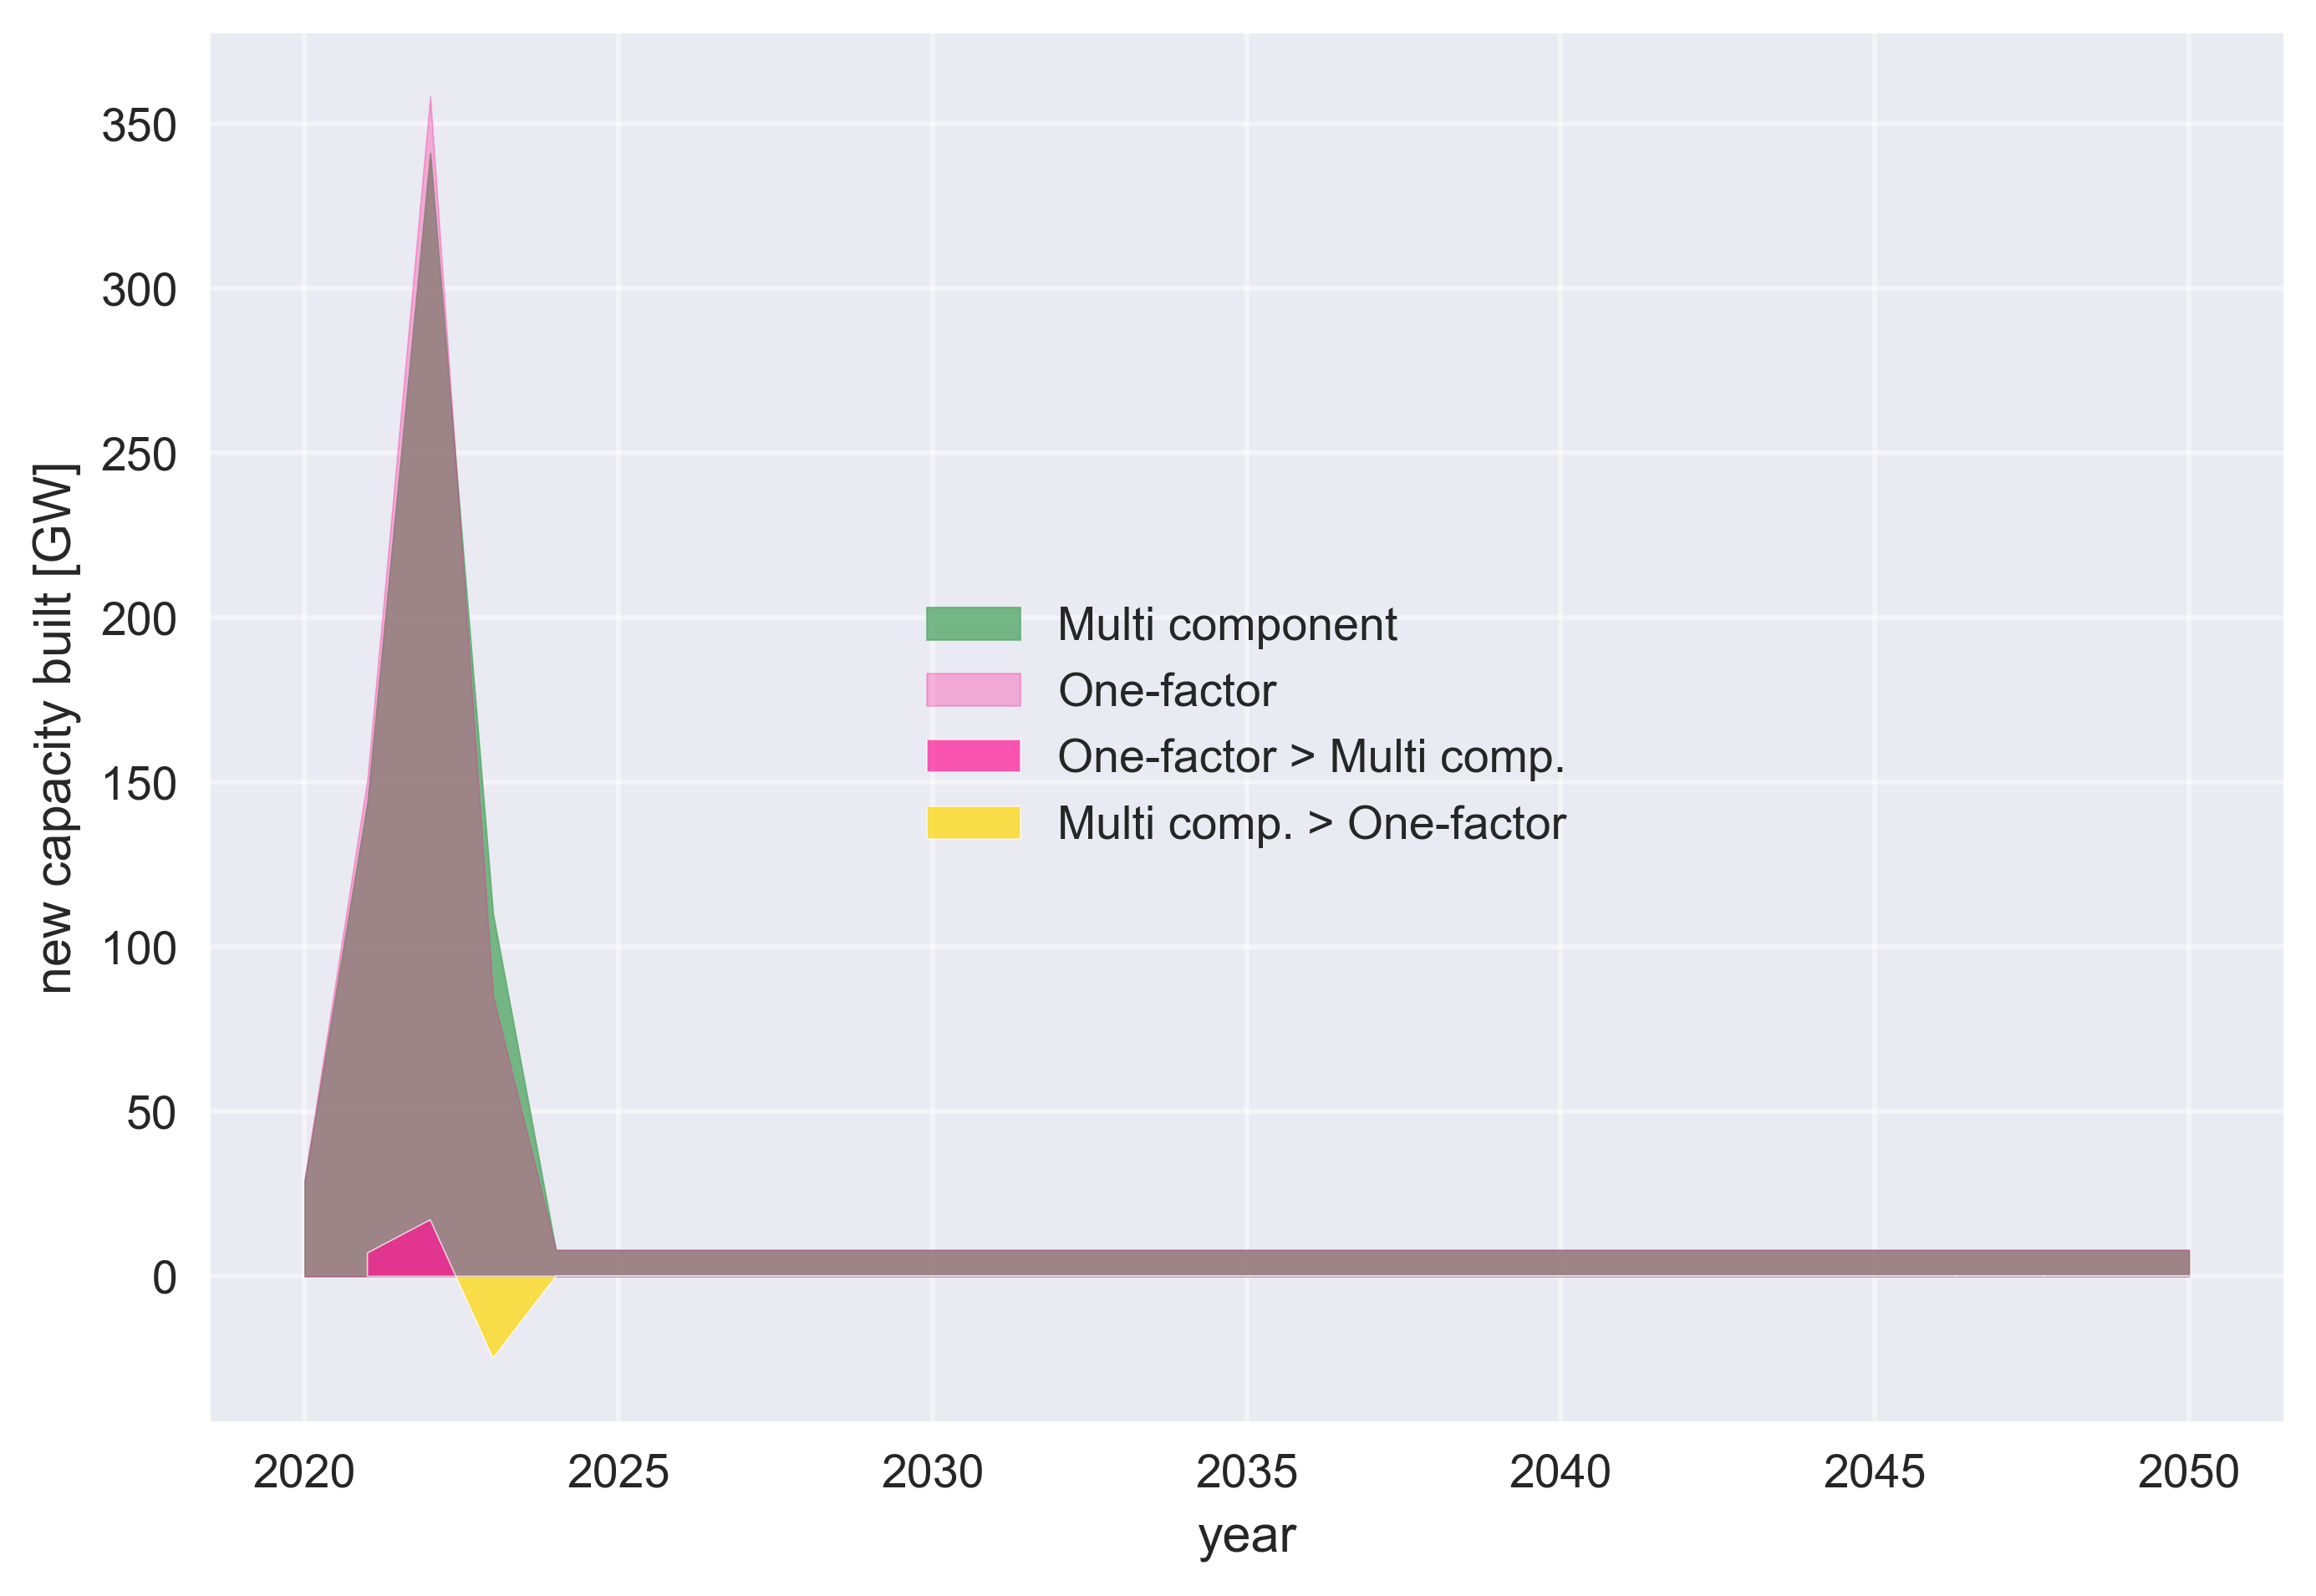 new capacity built [GW]
350
300
250
200
150
100
50
0
Multi component
One-factor
One-factor > Multi comp.
Multi comp. > One-factor
2020 2025 2030 2035 2040 2045 2050
year